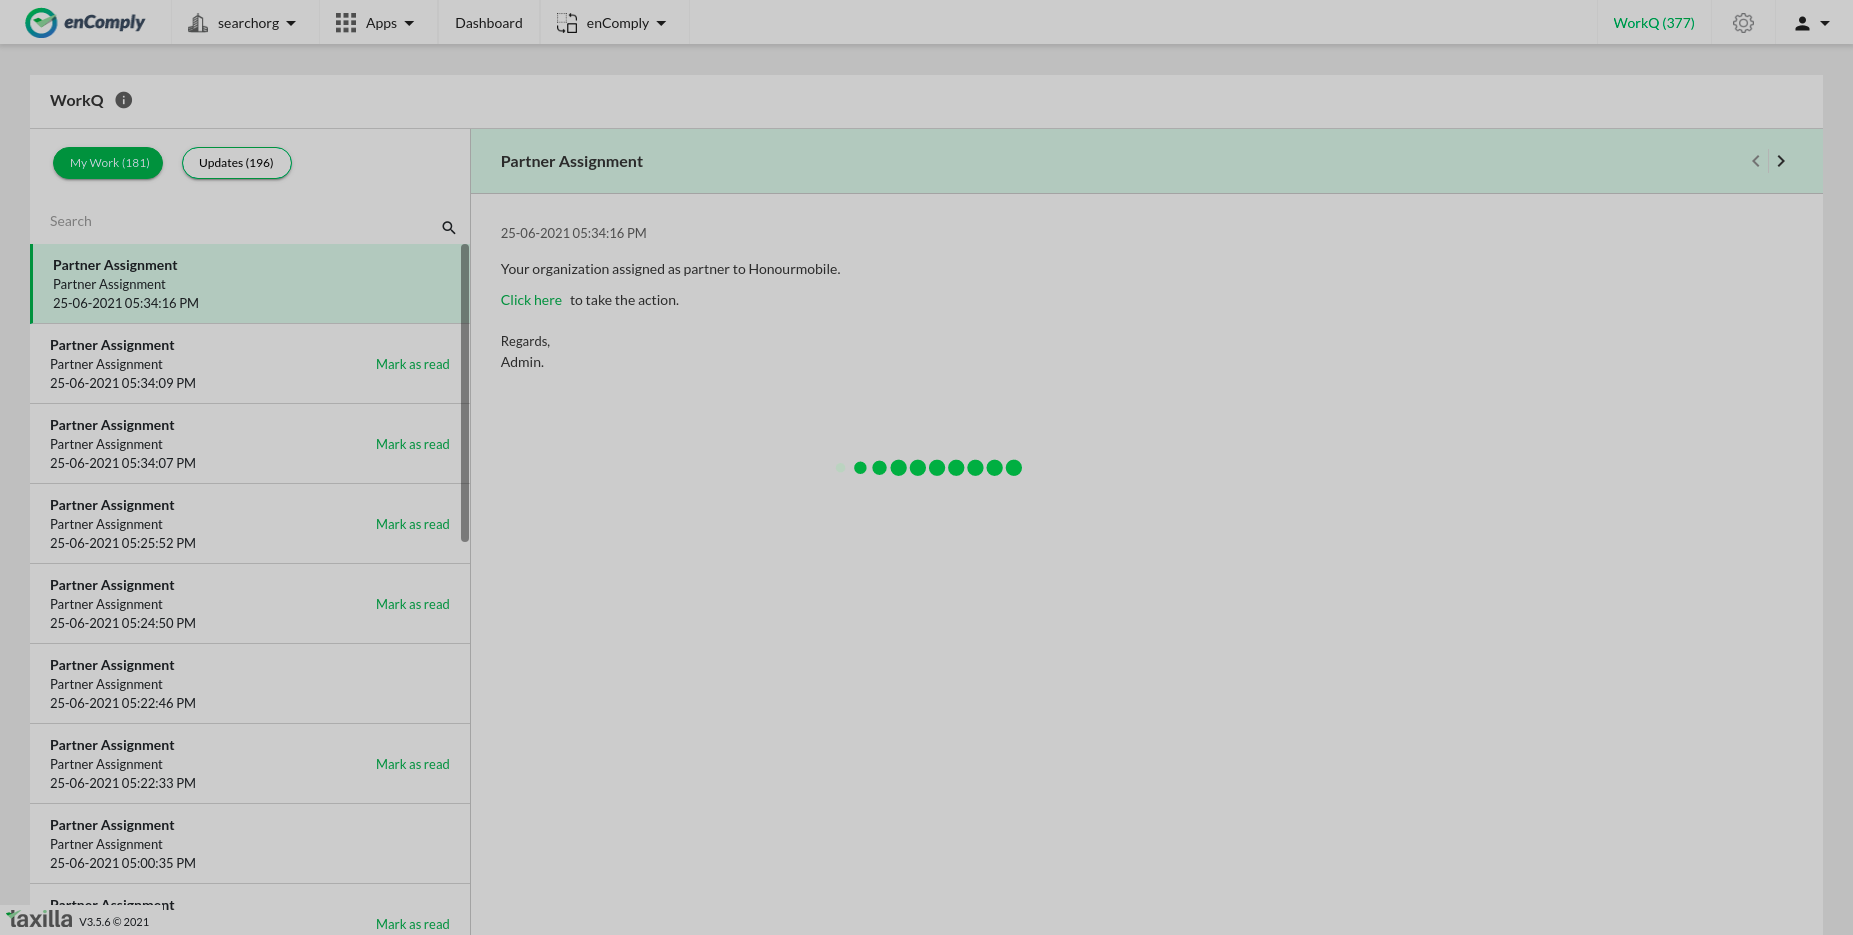 enComply
searchorg
Apps
Dashboard
enComply
WorkQ (377)
WorkQ
My Work (181)
Updates (196)
Search
Partner Assignment
Partner Assignment
25-06-2021 05:34:16 PM
Partner Assignment
Partner Assignment
Mark as read
25-06-2021 05:34:09 PM
Partner Assignment
Partner Assignment
Mark as read
25-06-2021 05:34:07 PM
Partner Assignment
Partner Assignment
Mark as read
25-06-2021 05:25:52 PM
Partner Assignment
Partner Assignment
Mark as read
25-06-2021 05:24:50 PM
Partner Assignment
Partner Assignment
25-06-2021 05:22:46 PM
Partner Assignment
Partner Assignment
Mark as read
25-06-2021 05:22:33 PM
Partner Assignment
Partner Assignment
25-06-2021 05:00:35 PM
Partner Assignment
Mark as read
taxilla V3.5.6 © 2021
Partner Assignment
25-06-2021 05:34:16 PM
Your organization assigned as partner to Honourmobile.
Click here to take the action.
Regards,
Admin.